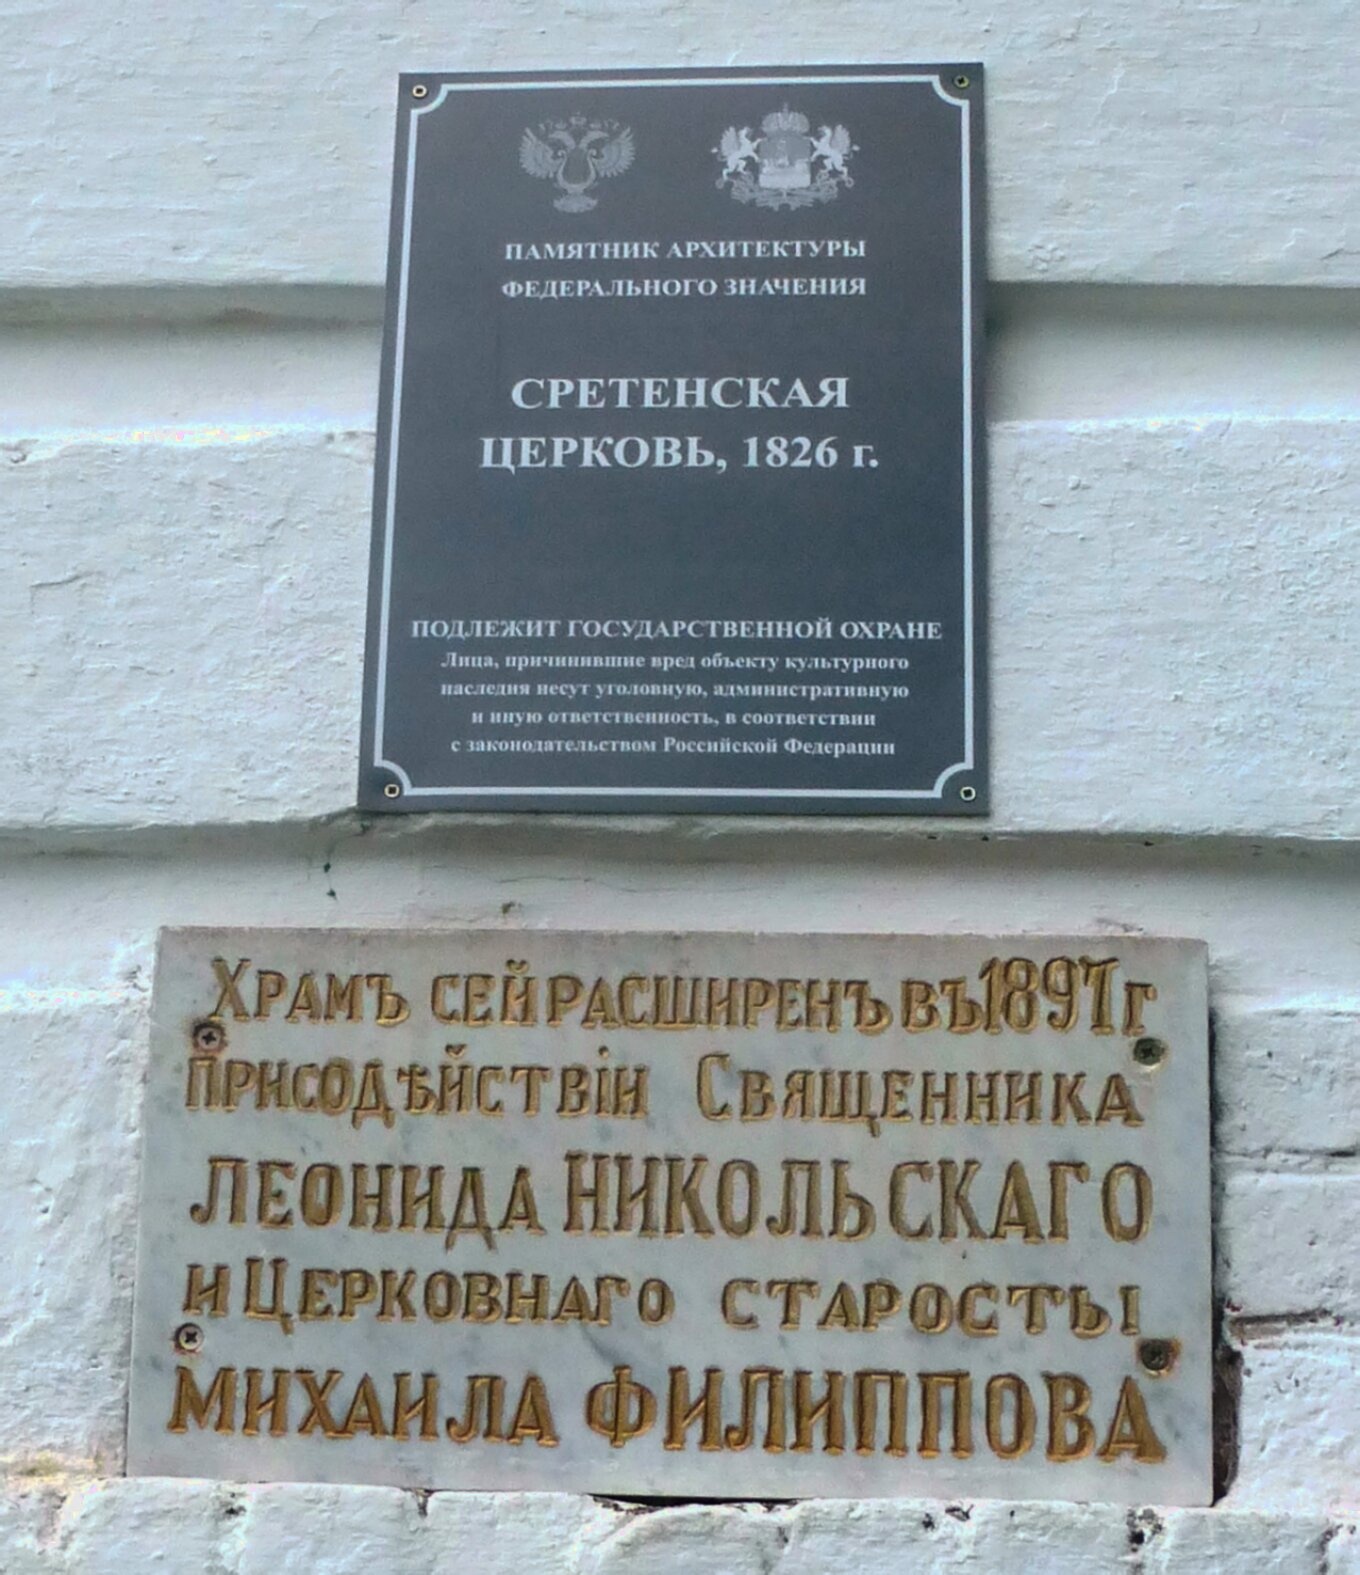 ПАМЯТНИК АРХИТЕКТУРЫ
ФЕДЕРАЛЬНОГО ЗНАЧЕНИЯ
СРЕТЕНСКАЯ
ЦЕРКОВЬ, 1826 г.
ПОДЛЕЖИТ ГОСУДАРСТВЕННОЙ ОХРАНЕ
Лица, причинившие вред объекту культурного
наследия несут уголовную, административную
и иную ответственность, в соответствии
с законодательством Российской Федерации
ХРАМЪ СЕЙ РАСШИРЕНЪ ВЪ 1897 г
ПРИ СОДѢЙСТВІИ СВЯЩЕННИКА
ЛЕОНИДА НИКОЛЬСКАГО
И ЦЕРКОВНАГО СТАРОСТЫ
МИХАИЛА ФИЛИППОВА